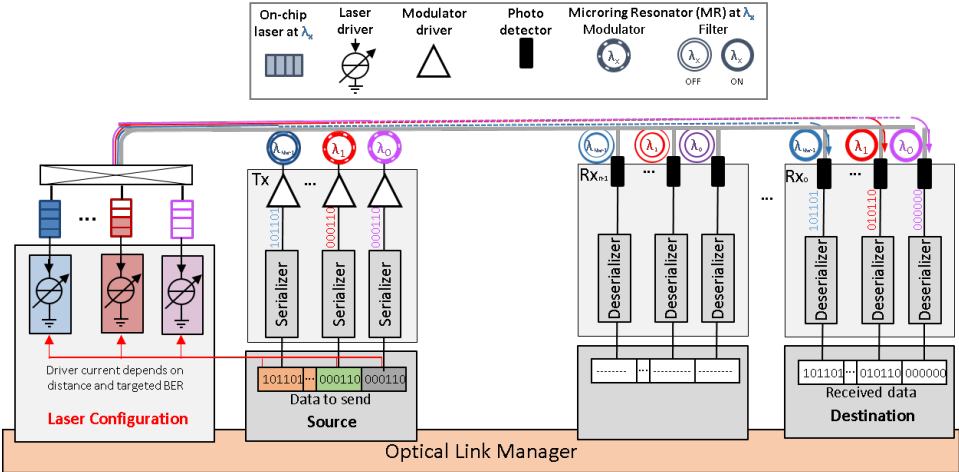 On-chip
laser at λx
Laser
driver
Modulator
driver
Photo
detector
Microring Resonator (MR) at λx
Modulator
Filter
λx
λx
λx
OFF
ON
λNw-1
λ1
λ0
λNw-1
λ1
λ0
λNw-1
λ1
λ0
Tx
...
Rxn-1
...
...
Rx0
...
...
101101
000110
000110
101101
010110
000000
Serializer
Serializer
Serializer
Deserializer
Deserializer
Deserializer
Deserializer
Deserializer
Deserializer
Driver current depends on
distance and targeted BER
Laser Configuration
101101 ... 000110 000110
Data to send
Source
------- ... -------- --------
101101 ... 010110 000000
Received data
Destination
Optical Link Manager